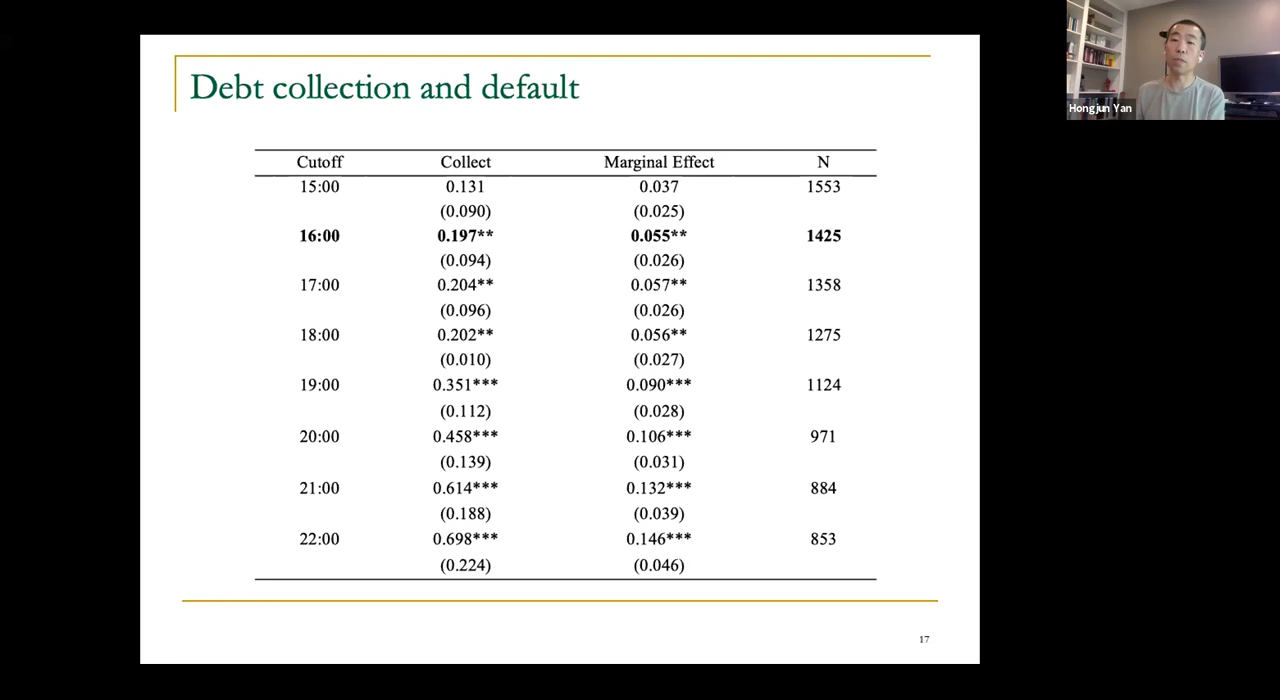 Hongjun Yan
Debt collection and default
Cutoff Collect Marginal Effect N
15:00 0.131 0.037 1553
(0.090) (0.025)
16:00 0.197** 0.055** 1425
(0.094) (0.026)
17:00 0.204** 0.057** 1358
(0.096) (0.026)
18:00 0.202** 0.056** 1275
(0.010) (0.027)
19:00 0.351*** 0.090*** 1124
(0.112) (0.028)
20:00 0.458*** 0.106*** 971
(0.139) (0.031)
21:00 0.614*** 0.132*** 884
(0.188) (0.039)
22:00 0.698*** 0.146*** 853
(0.224) (0.046)
17